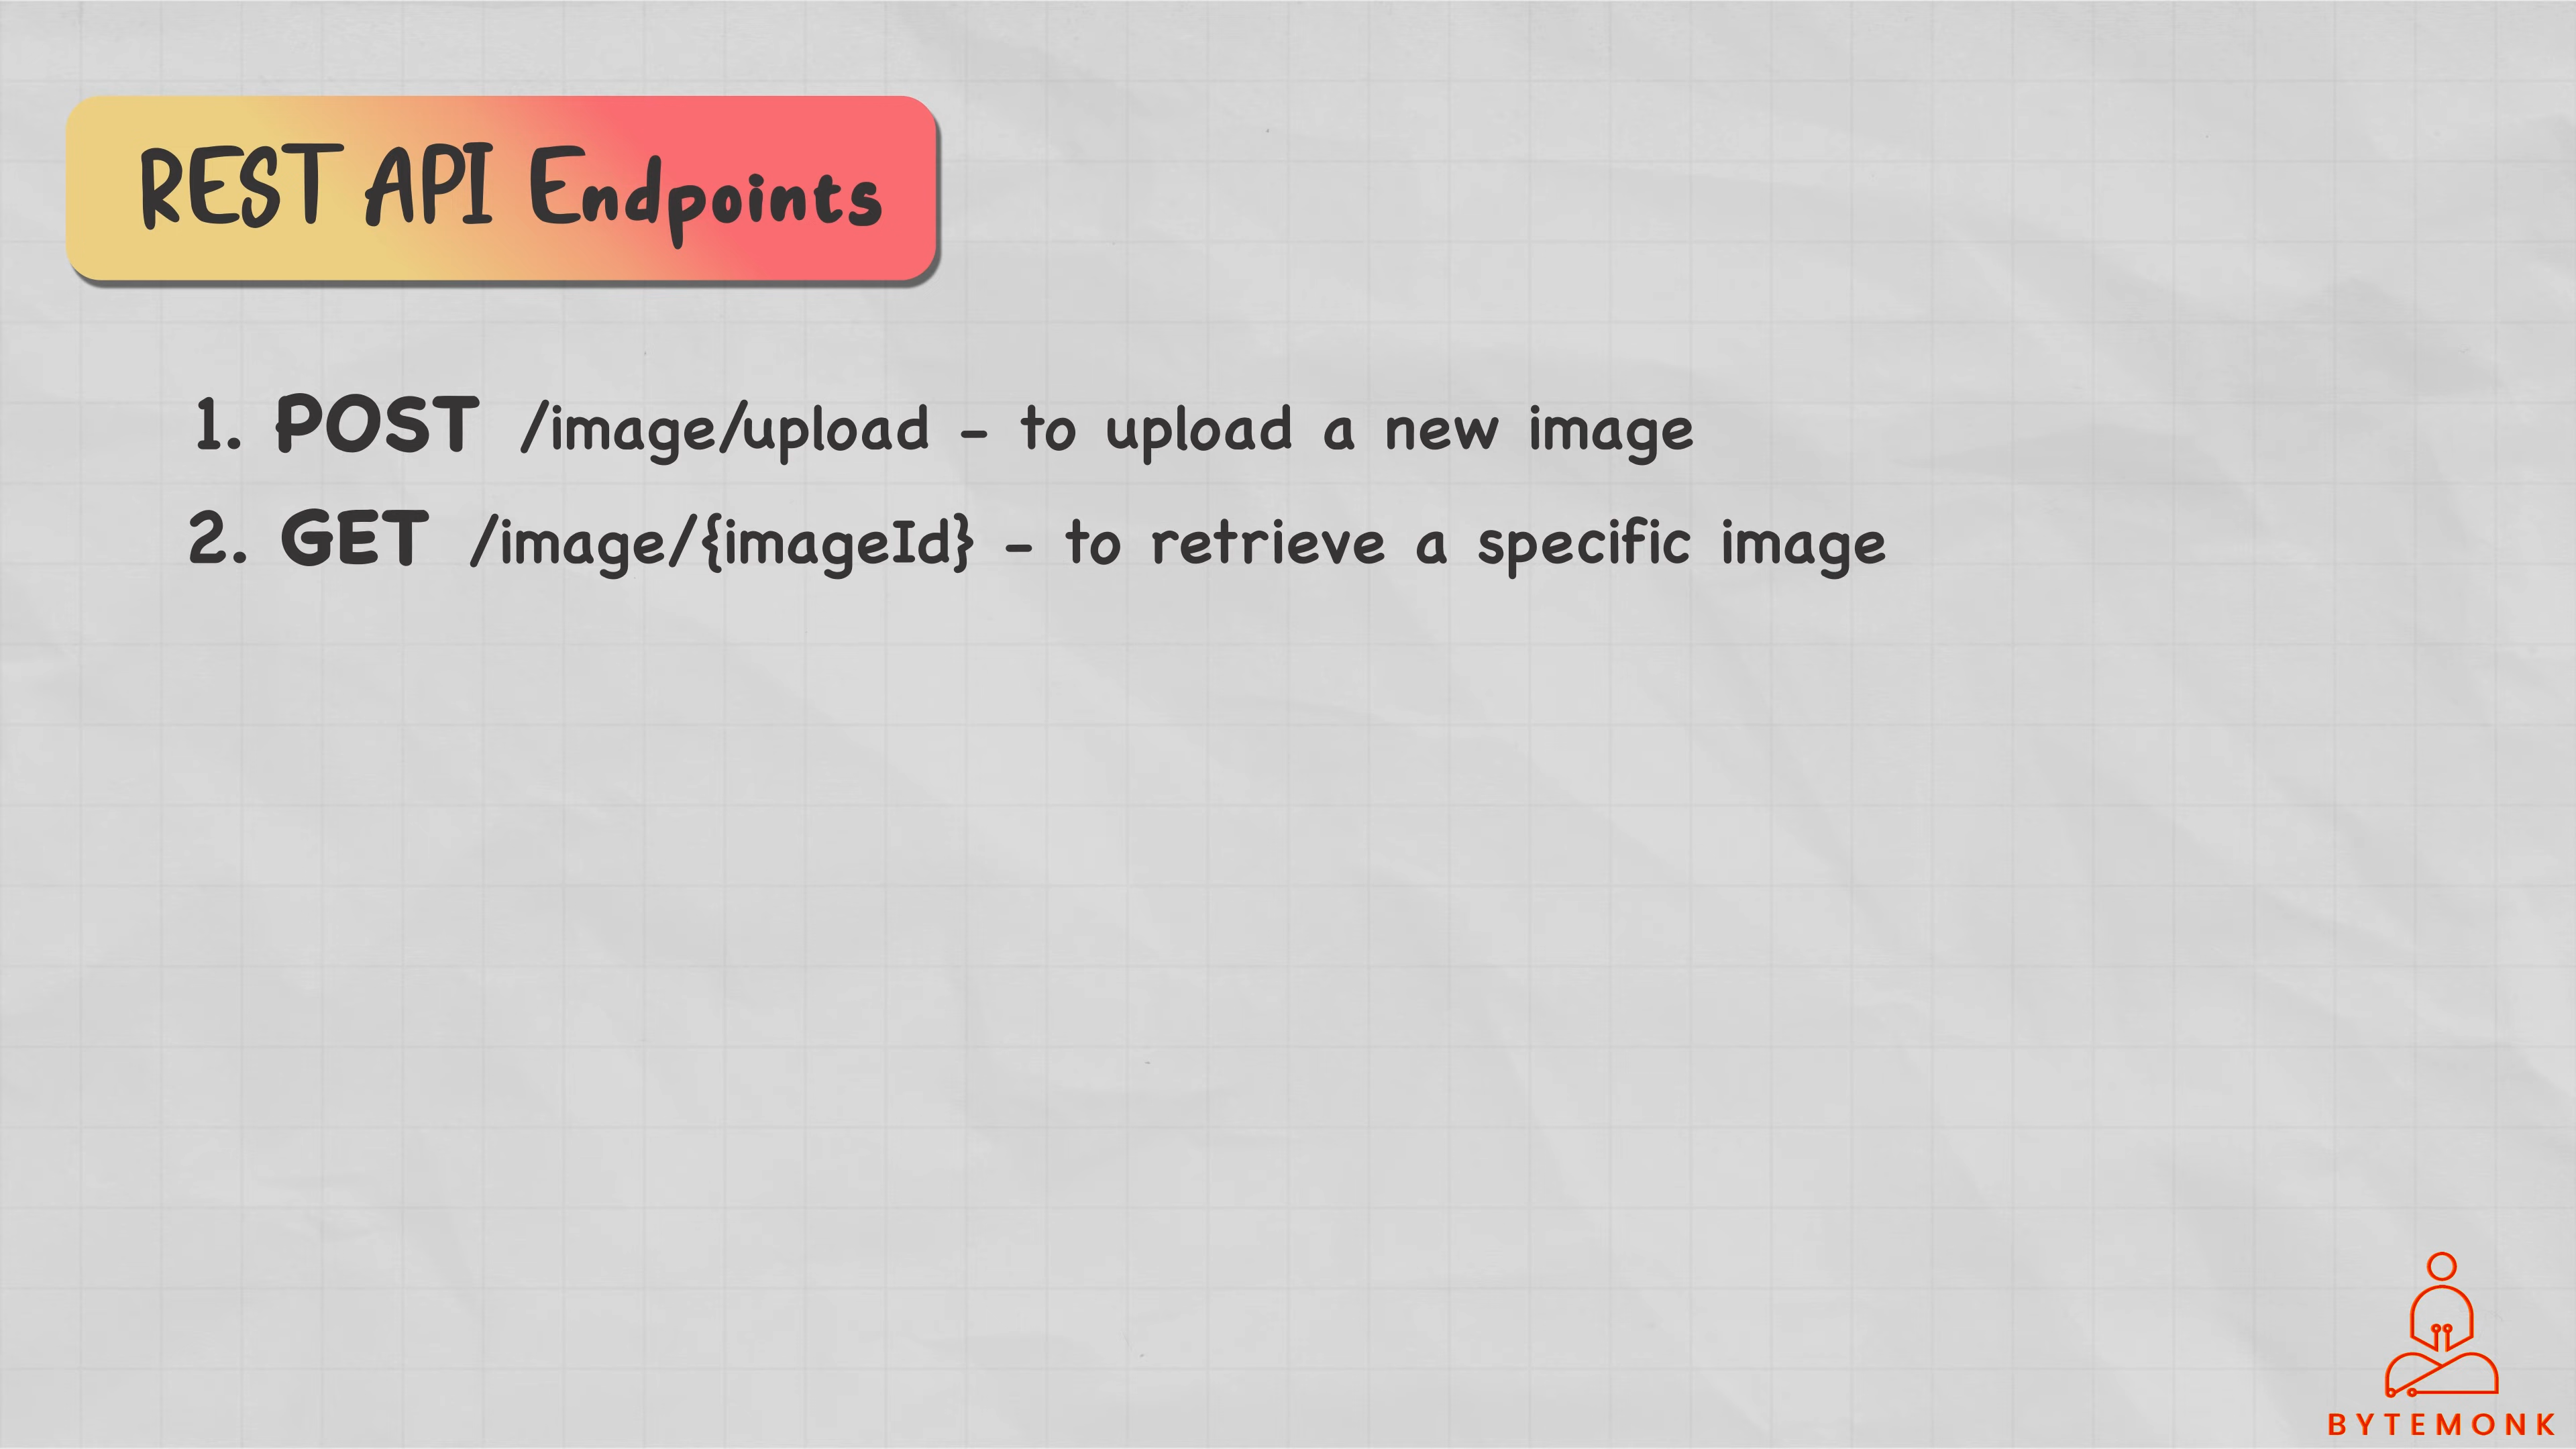 REST API Endpoints
1. POST /image/upload - to upload a new image
2. GET /image/{imageId} - to retrieve a specific image
BYTEMONK